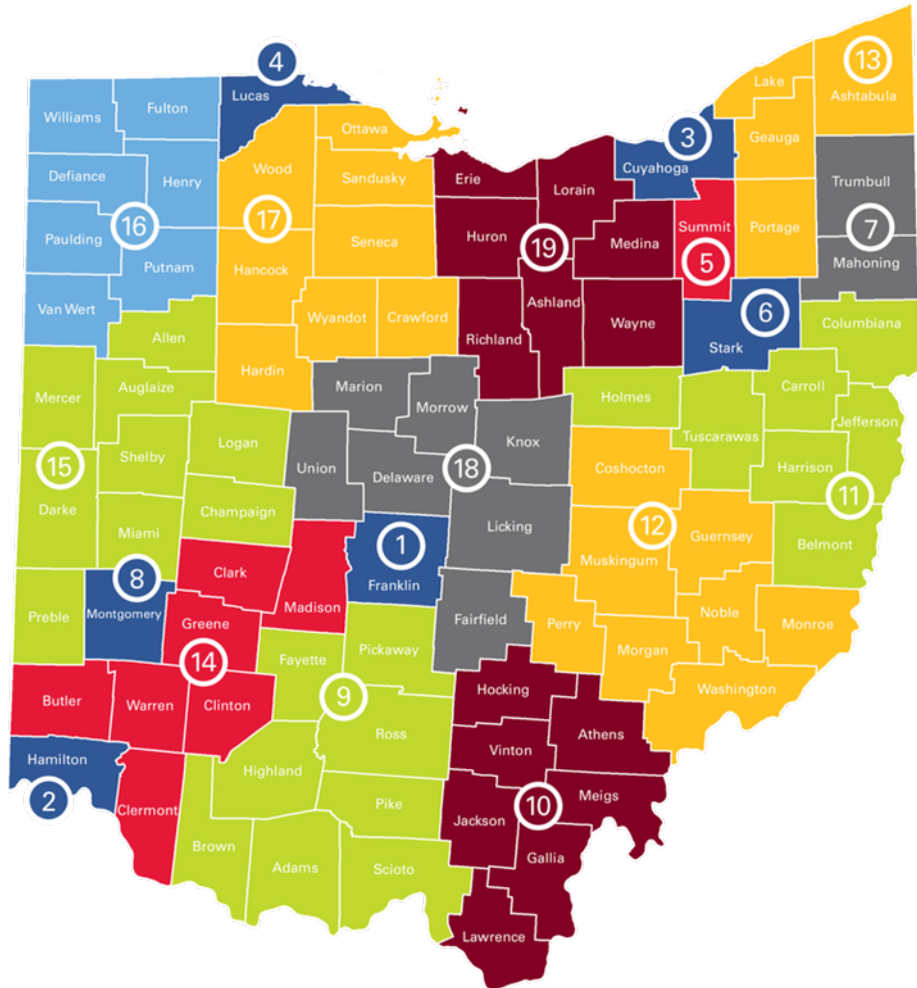 4
13
Lucas
Lake
Ashtabula
Williams
Fulton
Ottawa
3
Geauga
Wood
Cuyahoga
Defiance
Henry
Sandusky
Erie
Lorain
Trumbull
16
17
Summit
7
Paulding
Huron
19
Medina
Portage
Seneca
5
Mahoning
Putnam
Hancock
Van Wert
Ashland
6
Wyandot
Crawford
Wayne
Columbiana
Allen
Richland
Stark
Hardin
Marion
Carroll
Mercer
Auglaize
Morrow
Holmes
Jefferson
Logan
Knox
Tuscarawas
Shelby
Union
18
Coshocton
Harrison
15
Delaware
11
Darke
Champaign
Licking
12
Miami
1
Guernsey
Belmont
8
Clark
Franklin
Muskingum
Montgomery
Madison
Preble
Greene
Fairfield
Noble
Perry
Monroe
14
Fayette
Pickaway
Morgan
9
Hocking
Washington
Butler
Warren
Clinton
Ross
Athens
Hamilton
Vinton
Highland
2
Pike
10
Meigs
Clermont
Jackson
Brown
Gallia
Adams
Scioto
Lawrence